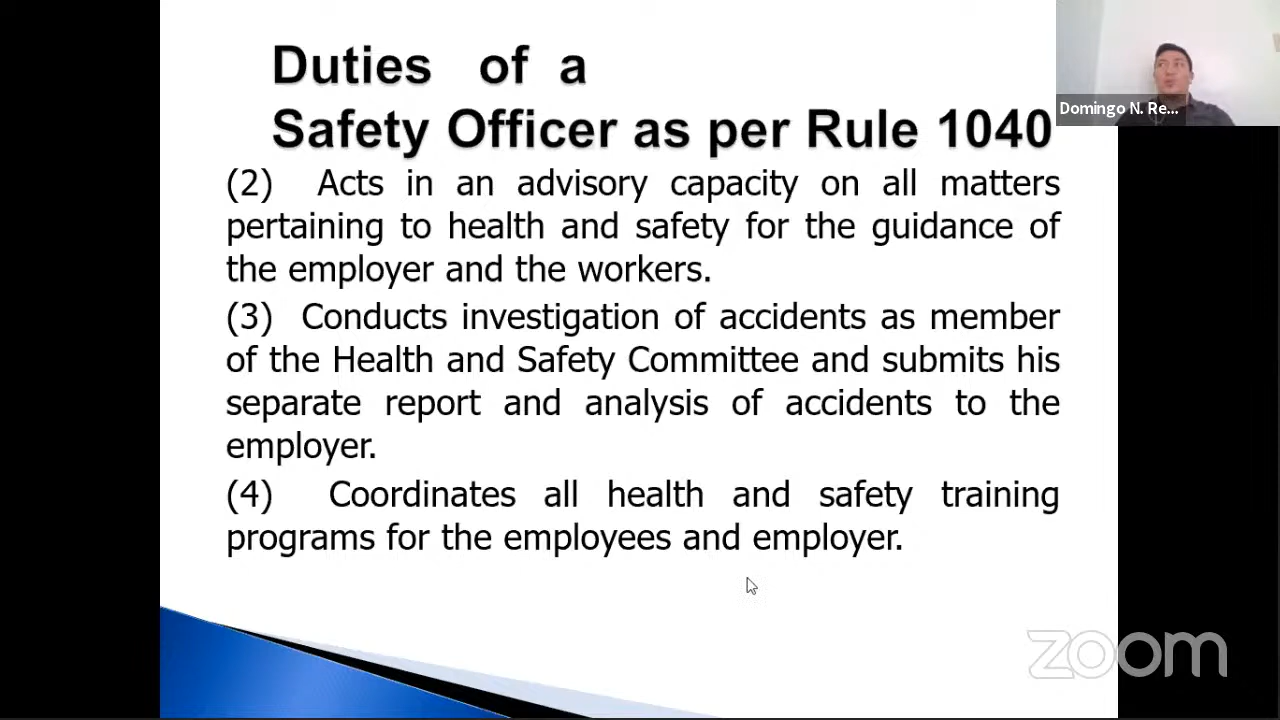 Duties of a
Safety Officer as per Rule 1040
Domingo N. Re...
(2) Acts in an advisory capacity on all matters
pertaining to health and safety for the guidance of
the employer and the workers.
(3) Conducts investigation of accidents as member
of the Health and Safety Committee and submits his
separate report and analysis of accidents to the
employer.
(4) Coordinates all health and safety training
programs for the employees and employer.
zoom